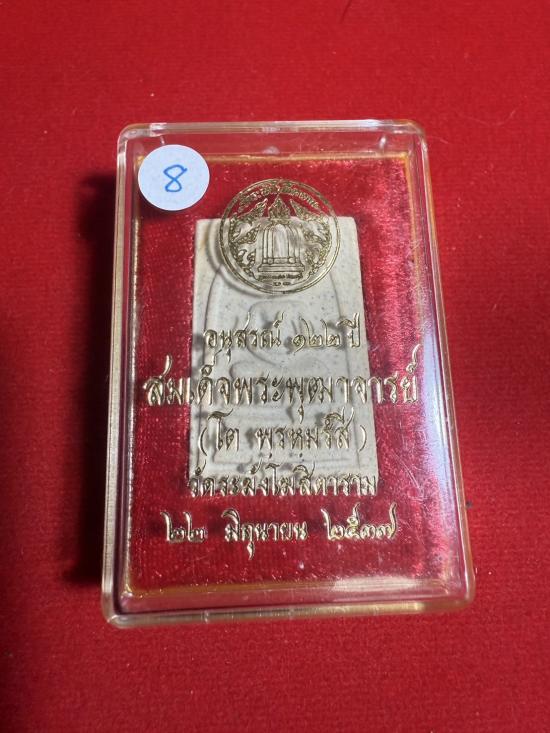 8
อนุสรณ์ ๑๒๒ ปี
สมเด็จพระพุฒาจารย์
(โต พรหมรํสี)
วัดระฆังโฆสิตาราม
๒๒ มิถุนายน ๒๕๓๗